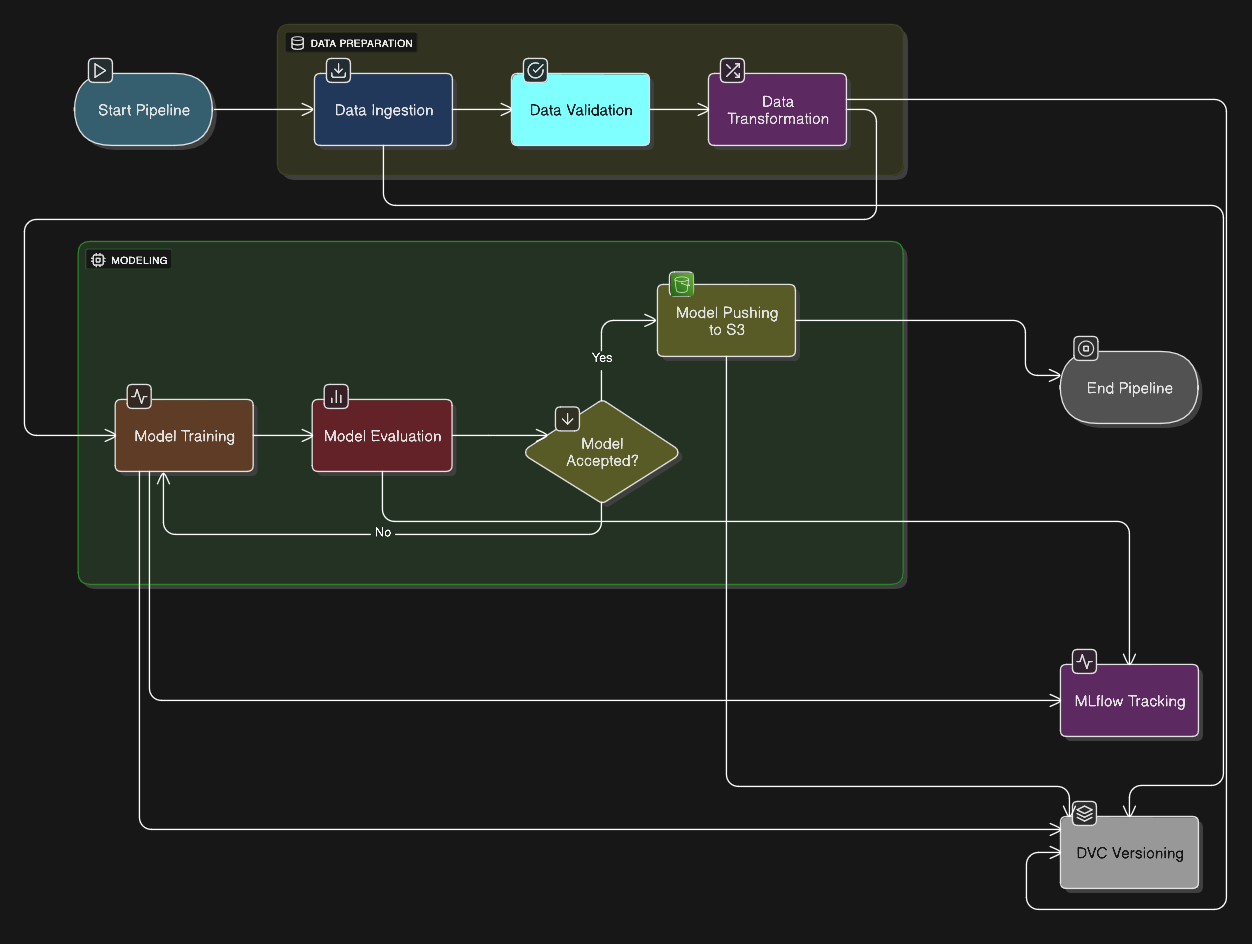 DATA PREPARATION
Start Pipeline
Data Ingestion
Data Validation
Data
Transformation
MODELING
Model Pushing
to S3
Yes
End Pipeline
Model Training
Model Evaluation
Model
Accepted?
No
MLflow Tracking
DVC Versioning